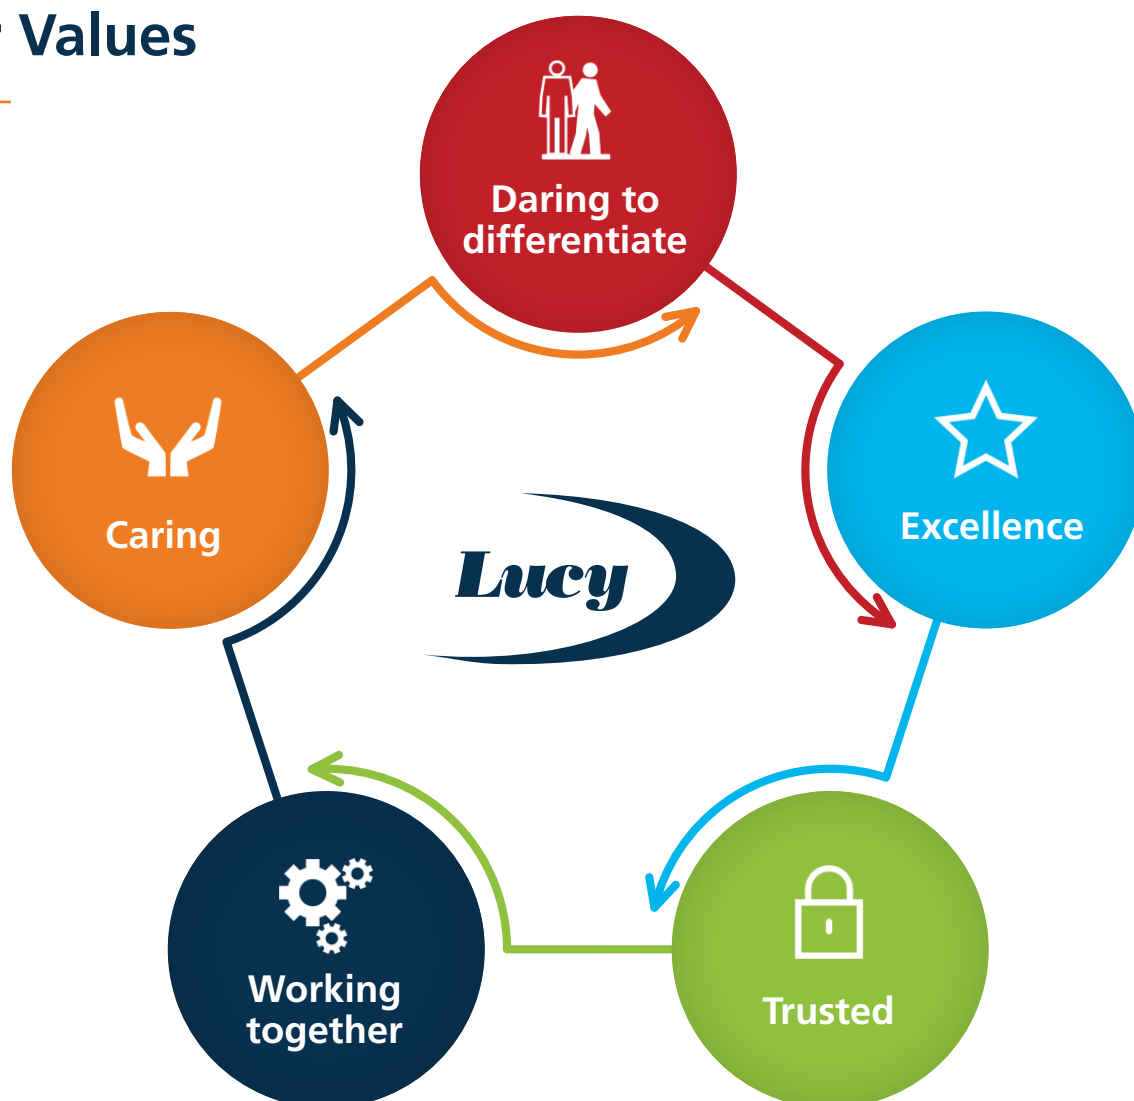 Values
Daring to
differentiate
Caring
Excellence
Lucy
Working
together
Trusted